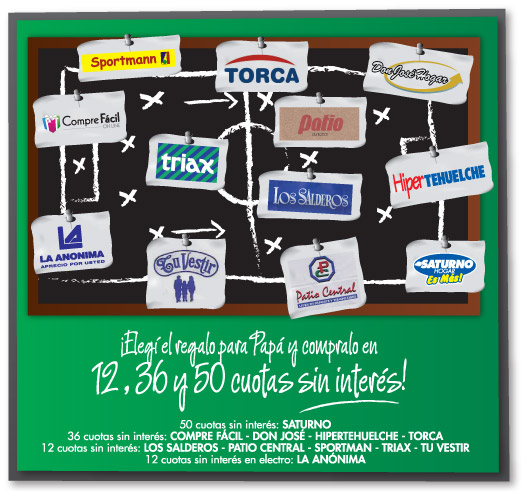 Sportmann
TORCA
Don José Hogar
Compre Fácil
ON LINE
Patio
triax
LOS SALDEROS
HiperTEHUELCHE
LA ANONIMA
APRECIO POR USTED
Tu Vestir
Patio Central
SATURNO
HOGAR
Es Más!
¡Elegí el regalo para Papá y compralo en
12, 36 y 50 cuotas sin interés!
50 cuotas sin interés: SATURNO
36 cuotas sin interés: COMPRE FÁCIL - DON JOSÉ - HIPERTEHUELCHE - TORCA
12 cuotas sin interés: LOS SALDEROS - PATIO CENTRAL - SPORTMAN - TRIAX - TU VESTIR
12 cuotas sin interés en electro: LA ANÓNIMA